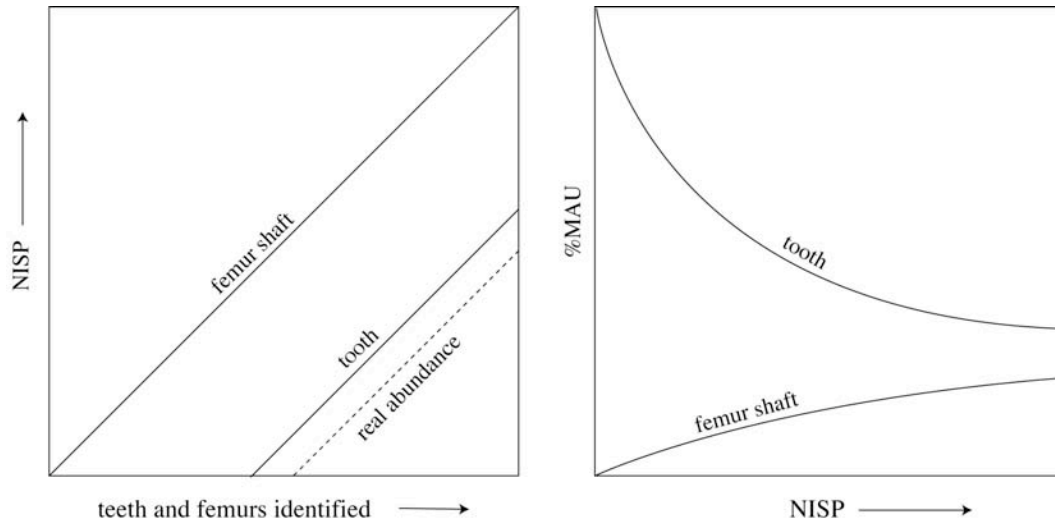 NISP
femur shaft
tooth
real abundance
teeth and femurs identified
%MAU
tooth
femur shaft
NISP